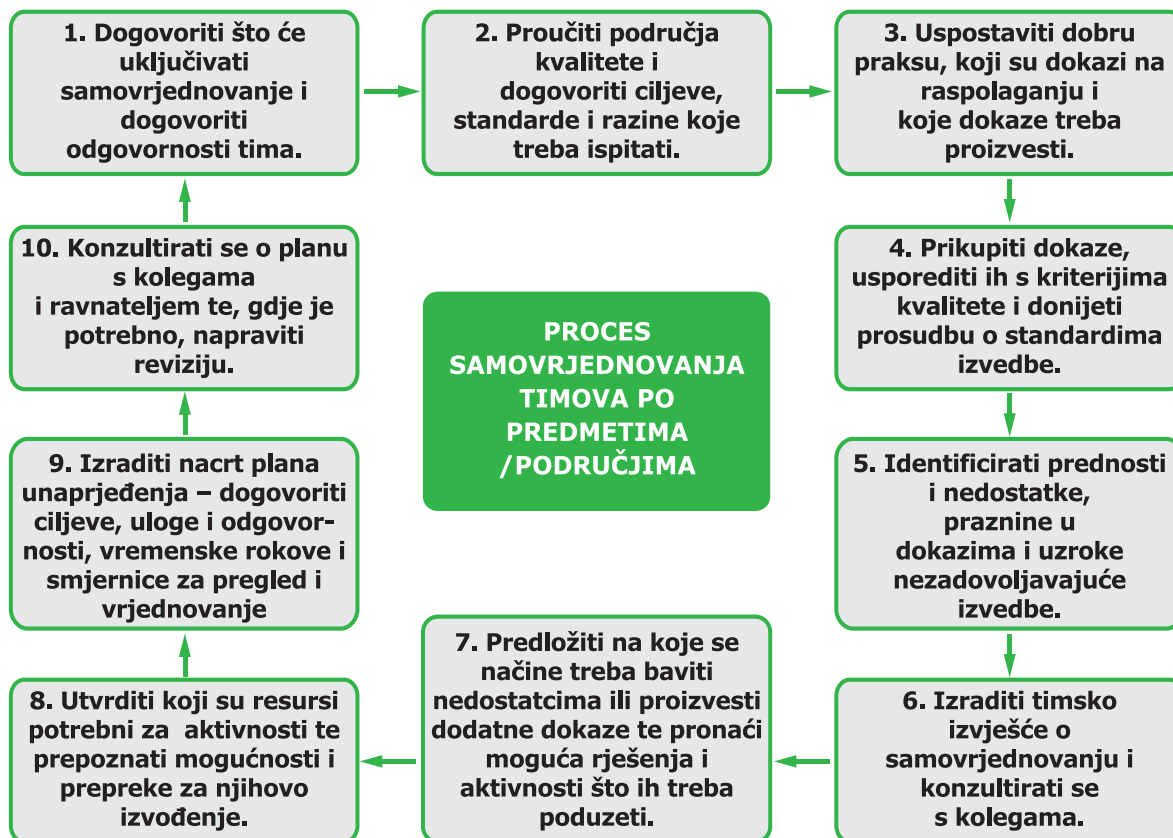 1. Dogovoriti što će
uključivati
samovrjednovanje i
dogovoriti
odgovornosti tima.
2. Proučiti područja
kvalitete i
dogovoriti ciljeve,
standarde i razine koje
treba ispitati.
3. Uspostaviti dobru
praksu, koji su dokazi na
raspolaganju i
koje dokaze treba
proizvesti.
4. Prikupiti dokaze,
usporediti ih s kriterijima
kvalitete i donijeti
prosudbu o standardima
izvedbe.
5. Identificirati prednosti
i nedostatke,
praznine u
dokazima i uzroke
nezadovoljavajuće
izvedbe.
6. Izraditi timsko
izvješće o
samovrjednovanju i
konzultirati se
s kolegama.
7. Predložiti na koje se
načine treba baviti
nedostatcima ili proizvesti
dodatne dokaze te pronaći
moguća rješenja i
aktivnosti što ih treba
poduzeti.
8. Utvrditi koji su resursi
potrebni za aktivnosti te
prepoznati mogućnosti i
prepreke za njihovo
izvođenje.
9. Izraditi nacrt plana
unaprjeđenja – dogovoriti
ciljeve, uloge i odgovor-
nosti, vremenske rokove i
smjernice za pregled i
vrjednovanje
10. Konzultirati se o planu
s kolegama
i ravnateljem te, gdje je
potrebno, napraviti
reviziju.
PROCES
SAMOVRJEDNOVANJA
TIMOVA PO
PREDMETIMA
/PODRUČJIMA